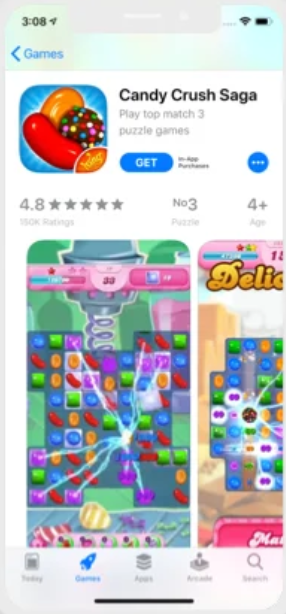 3:08
Games
Candy Crush Saga
Play top match 3
puzzle games
King
GET
In-App
Purchases
4.8
No3
4+
150K Ratings
Puzzle
Age
33
Delic
Today
Games
Apps
Arcade
Search